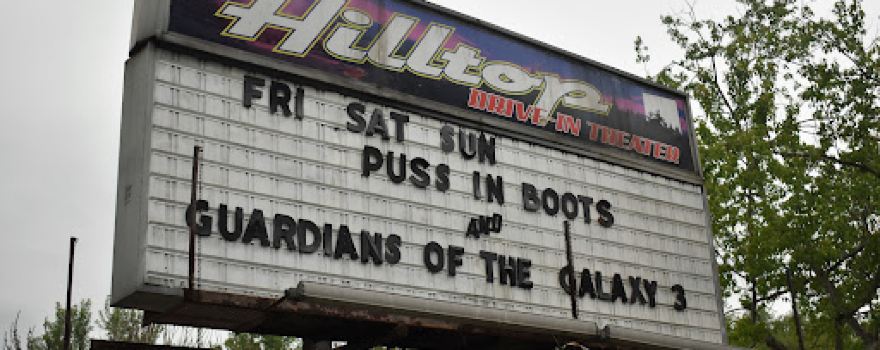 Hilltop
DRIVE-IN THEATER
FRI SAT SUN
PUSS IN BOOTS
AND
GUARDIANS OF THE GALAXY 3